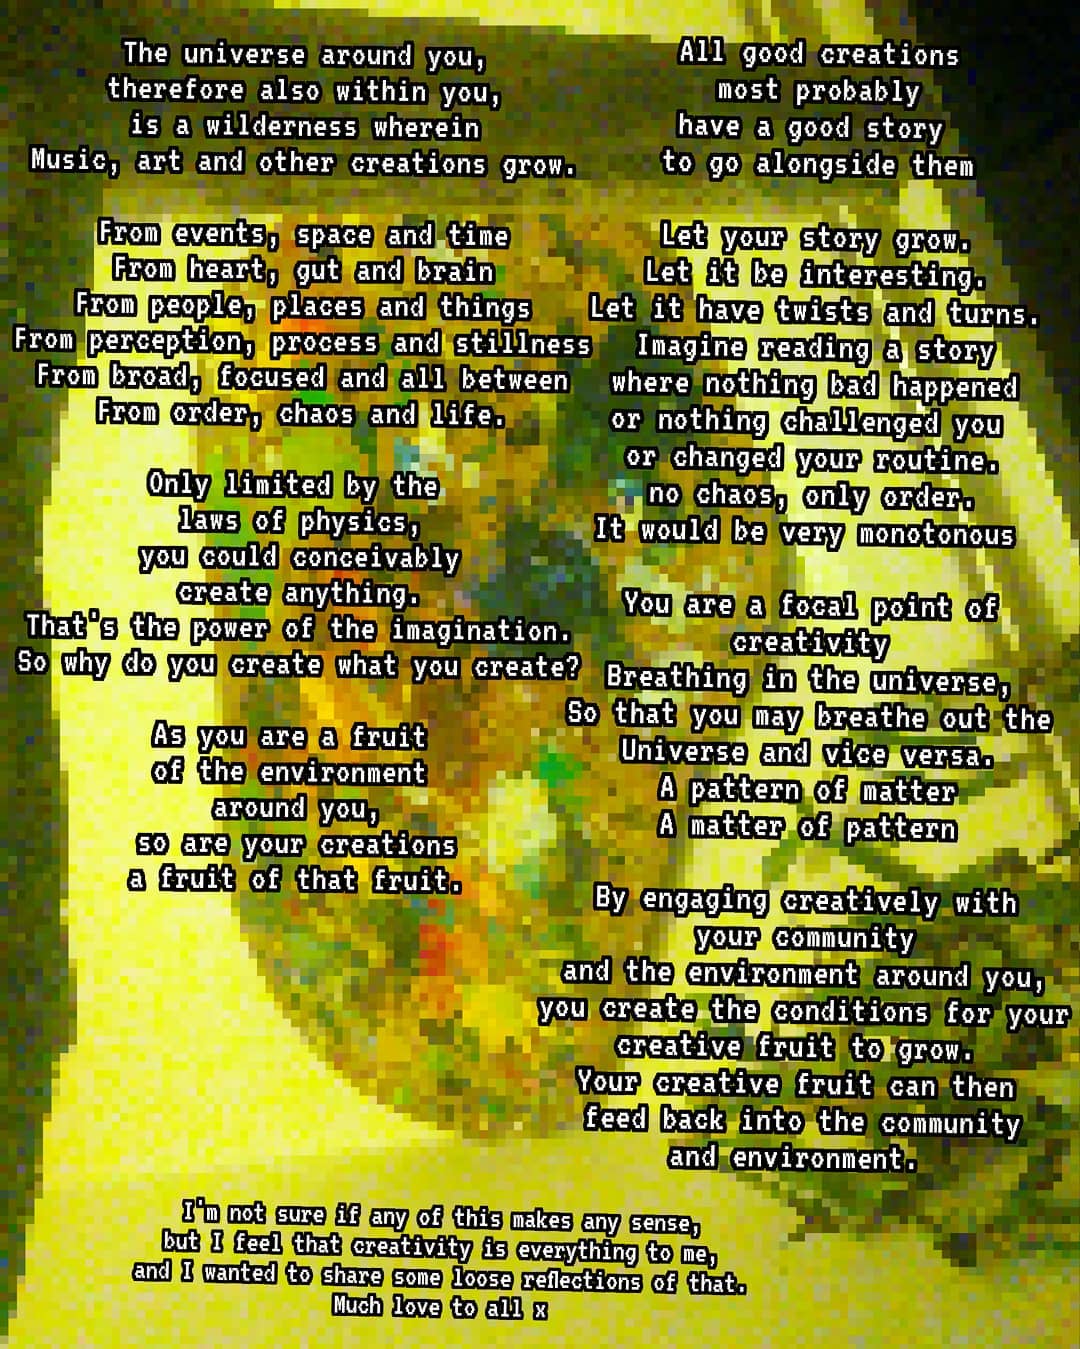 The universe around you,
therefore also within you,
is a wilderness wherein
Music, art and other creations grow.
From events, space and time
From heart, gut and brain
From people, places and things
From perception, process and stillness
From broad, focused and all between
From order, chaos and life.
Only limited by the
laws of physics,
you could conceivably
create anything.
That's the power of the imagination.
So why do you create what you create?
As you are a fruit
of the environment
around you,
so are your creations
a fruit of that fruit.
All good creations
most probably
have a good story
to go alongside them
Let your story grow.
Let it be interesting.
Let it have twists and turns.
Imagine reading a story
where nothing bad happened
or nothing challenged you
or changed your routine.
no chaos, only order.
It would be very monotonous
You are a focal point of
creativity
Breathing in the universe,
So that you may breathe out the
Universe and vice versa.
A pattern of matter
A matter of pattern
By engaging creatively with
your community
and the environment around you,
you create the conditions for your
creative fruit to grow.
Your creative fruit can then
feed back into the community
and environment.
I'm not sure if any of this makes any sense,
but I feel that creativity is everything to me,
and I wanted to share some loose reflections of that.
Much love to all x